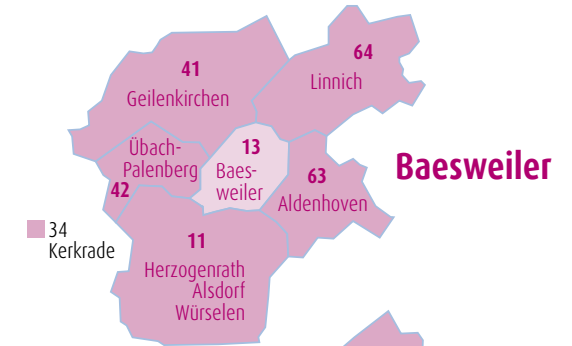 41
Geilenkirchen
64
Linnich
Übach-
Palenberg
42
13
Baes-
weiler
63
Aldenhoven
Baesweiler
34
Kerkrade
11
Herzogenrath
Alsdorf
Würselen